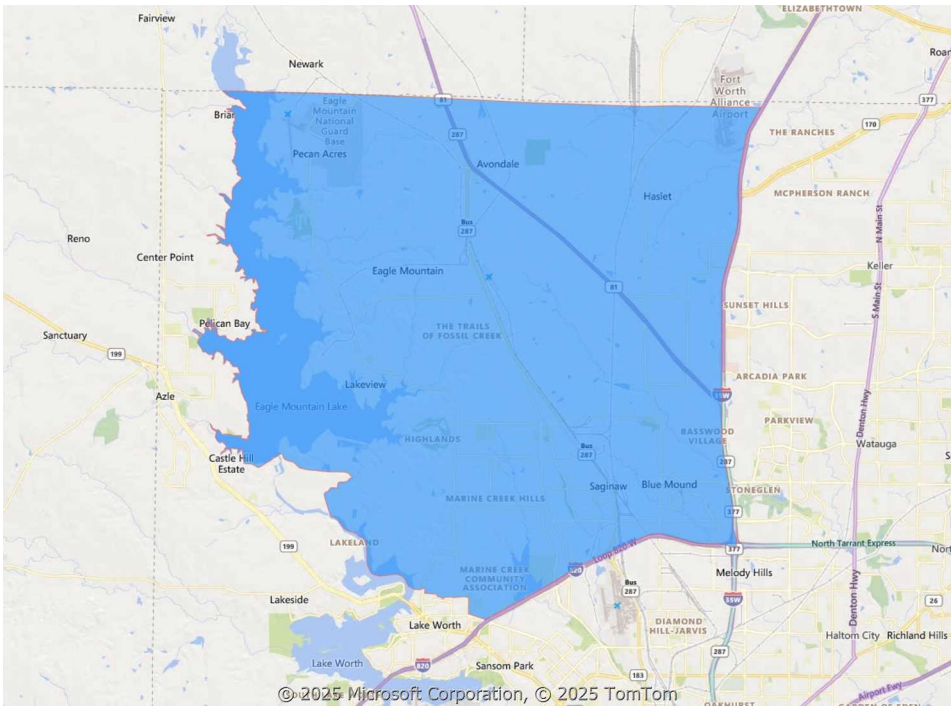 ELIZABETHTOWN
Fairview
Newark
Fort
Worth
Alliance
Airport
81
377
Eagle
Mountain
National
Guard
Base
Briar
170
THE RANCHES
287
Pecan Acres
Avondale
Haslet
MCPHERSON RANCH
Bus
287
N Main St
Reno
Center Point
Eagle Mountain
Keller
81
S Main St
SUNSET HILLS
Pelican Bay
THE TRAILS
OF FOSSIL CREEK
Sanctuary
199
ARCADIA PARK
Lakeview
Azle
35W
Eagle Mountain Lake
Denton Hwy
PARKVIEW
HIGHLANDS
BASSWOOD
VILLAGE
Watauga
Bus
287
Castle Hill
Estate
287
Saginaw
Blue Mound
STONEGLEN
MARINE CREEK HILLS
377
LAKELAND
199
Loop 820 W
North Tarrant Express
377
MARINE CREEK
COMMUNITY
ASSOCIATION
820
Melody Hills
Bus
287
Lakeside
35W
Denton Hwy
26
Lake Worth
DIAMOND
HILL-JARVIS
Haltom City
Richland Hills
287
Lake Worth
820
Sansom Park
183
Airport Fwy
OAKHURST
© 2025 Microsoft Corporation, © 2025 TomTom